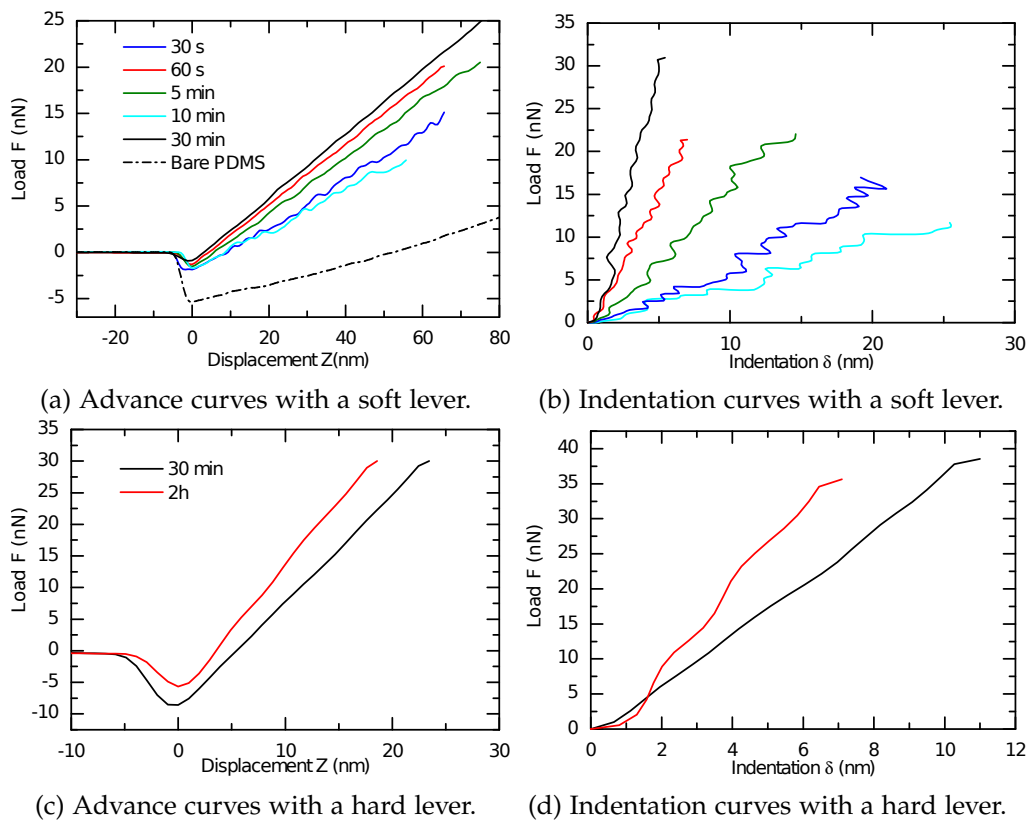 25
20
15
10
5
0
-5
Load F (nN)
30 s
60 s
5 min
10 min
30 min
Bare PDMS
-20 0 20 40 60 80
Displacement Z(nm)
35
30
25
20
15
10
5
0
Load F (nN)
0 5 10 15 20 25 30
Indentation δ (nm)
(a) Advance curves with a soft lever.
(b) Indentation curves with a soft lever.
35
30
25
20
15
10
5
0
-5
-10
Load F (nN)
30 min
2h
-10 0 10 20 30
Displacement Z (nm)
40
35
30
25
20
15
10
5
0
Load F (nN)
0 2 4 6 8 10 12
Indentation δ (nm)
(c) Advance curves with a hard lever.
(d) Indentation curves with a hard lever.